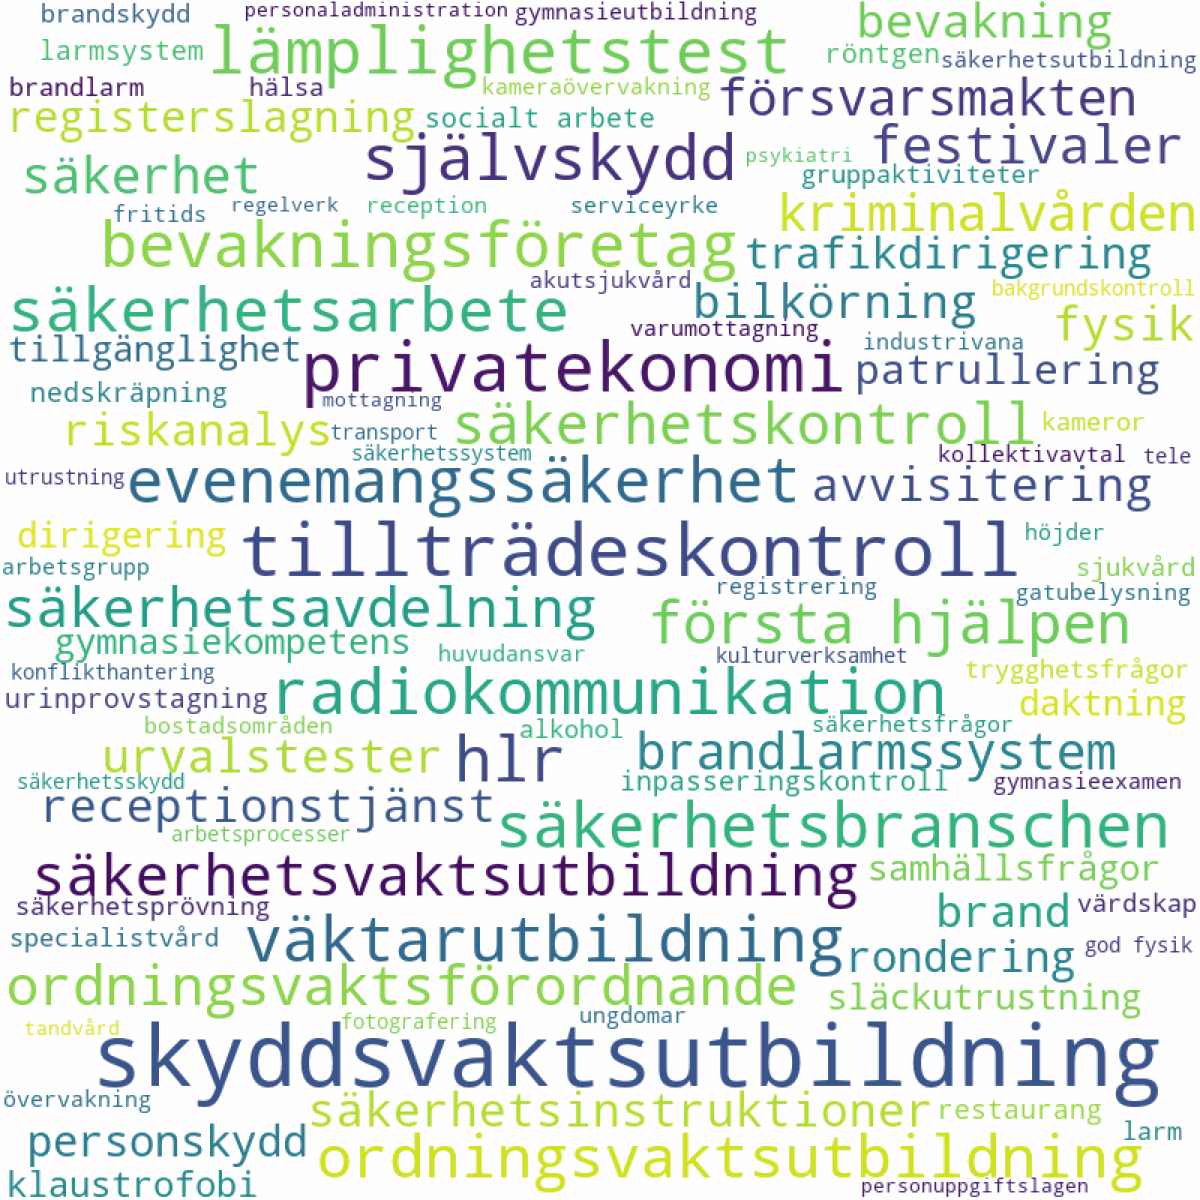 brandskydd
personaladministration
gymnasieutbildning
bevakning
larmsystem
lämplighetstest
röntgen
säkerhetsutbildning
brandlarm
hälsa
kameraövervakning
försvarsmakten
registerslagning
socialt arbete
självskydd
psykiatri
festivaler
säkerhet
gruppaktiviteter
fritids
regelverk
reception
serviceyrke
kriminalvården
bevakningsföretag
trafikdirigering
akutsjukvård
bakgrundskontroll
säkerhetsarbete
bilkörning
fysik
varumottagning
tillgänglighet
privatekonomi
industrivana
patrullering
nedskräpning
mottagning
riskanalys
transport
säkerhetskontroll
kameror
säkerhetssystem
kollektivavtal
tele
utrustning
evenemangssäkerhet
avvisitering
dirigering
tillträdeskontroll
höjder
arbetsgrupp
sjukvård
registrering
gatubelysning
säkerhetsavdelning
första hjälpen
gymnasiekompetens
huvudansvar
kulturverksamhet
konflikthantering
trygghetsfrågor
urinprovstagning
radiokommunikation
daktning
bostadsområden
alkohol
säkerhetsfrågor
urvalstester
hlr
brandlarmssystem
säkerhetsskydd
inpasseringskontroll
gymnasieexamen
receptionstjänst
säkerhetsbranschen
arbetsprocesser
säkerhetsvaktsutbildning
samhällsfrågor
säkerhetsprövning
brand
värdskap
specialistvård
väktarutbildning
rondering
god fysik
ordningsvaktsförordnande
släckutrustning
tandvård
fotografering
ungdomar
skyddsvaktsutbildning
övervakning
säkerhetsinstruktioner
restaurang
personskydd
larm
ordningsvaktsutbildning
klaustrofobi
personuppgiftslagen